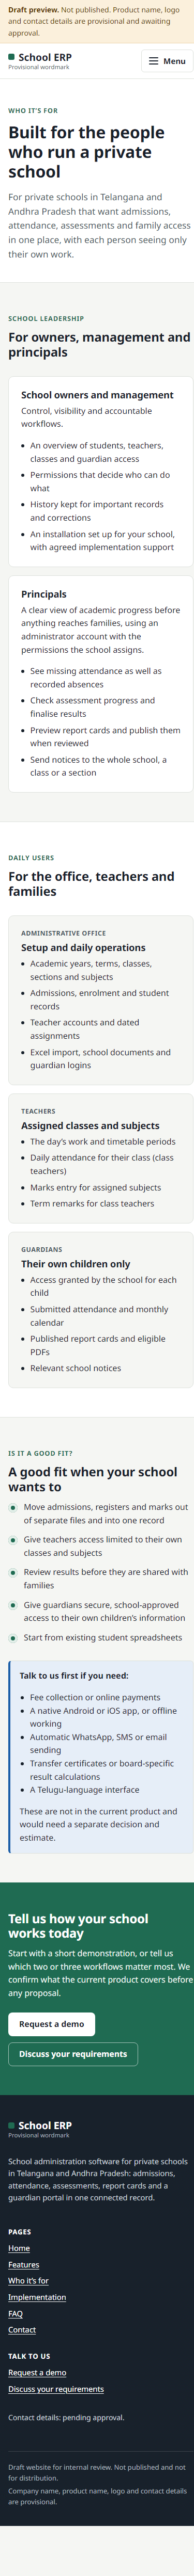 Draft preview. Not published. Product name, logo
and contact details are provisional and awaiting
approval.
School ERP
Provisional wordmark
Menu
WHO IT'S FOR
Built for the people
who run a private
school
For private schools in Telangana and
Andhra Pradesh that want admissions,
attendance, assessments and family access
in one place, with each person seeing only
their own work.
SCHOOL LEADERSHIP
For owners, management and
principals
School owners and management
Control, visibility and accountable
workflows.
• An overview of students, teachers,
classes and guardian access
• Permissions that decide who can do
what
• History kept for important records
and corrections
• An installation set up for your school,
with agreed implementation support
Principals
A clear view of academic progress before
anything reaches families, using an
administrator account with the
permissions the school assigns.
• See missing attendance as well as
recorded absences
• Check assessment progress and
finalise results
• Preview report cards and publish them
when reviewed
• Send notices to the whole school, a
class or a section
DAILY USERS
For the office, teachers and
families
ADMINISTRATIVE OFFICE
Setup and daily operations
• Academic years, terms, classes,
sections and subjects
• Admissions, enrolment and student
records
• Teacher accounts and dated
assignments
• Excel import, school documents and
guardian logins
TEACHERS
Assigned classes and subjects
• The day's work and timetable periods
• Daily attendance for their class (class
teachers)
• Marks entry for assigned subjects
• Term remarks for class teachers
GUARDIANS
Their own children only
• Access granted by the school for each
child
• Submitted attendance and monthly
calendar
• Published report cards and eligible
PDFs
• Relevant school notices
IS IT A GOOD FIT?
A good fit when your school
wants to
Move admissions, registers and marks out
of separate files and into one record
Give teachers access limited to their own
classes and subjects
Review results before they are shared with
families
Give guardians secure, school-approved
access to their own children's information
Start from existing student spreadsheets
Talk to us first if you need:
• Fee collection or online payments
• A native Android or iOS app, or offline
working
• Automatic WhatsApp, SMS or email
sending
• Transfer certificates or board-specific
result calculations
• A Telugu-language interface
These are not in the current product and
would need a separate decision and
estimate.
Tell us how your school
works today
Start with a short demonstration, or tell us
which two or three workflows matter most. We
confirm what the current product covers before
any proposal.
Request a demo
Discuss your requirements
School ERP
Provisional wordmark
School administration software for private schools
in Telangana and Andhra Pradesh: admissions,
attendance, assessments, report cards and a
guardian portal in one connected record.
PAGES
Home
Features
Who it's for
Implementation
FAQ
Contact
TALK TO US
Request a demo
Discuss your requirements
Contact details: pending approval.
Draft website for internal review. Not published and not
for distribution.
Company name, product name, logo and contact details
are provisional.